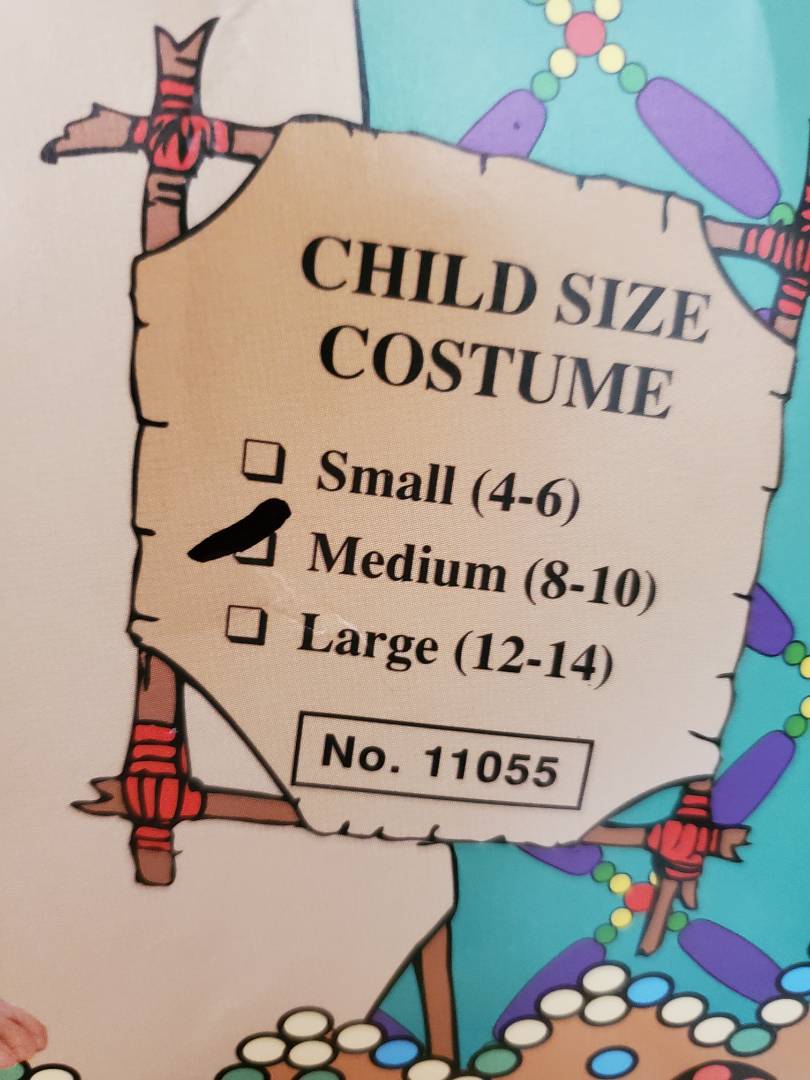 CHILD SIZE
COSTUME
Small (4-6)
Medium (8-10)
Large (12-14)
No. 11055